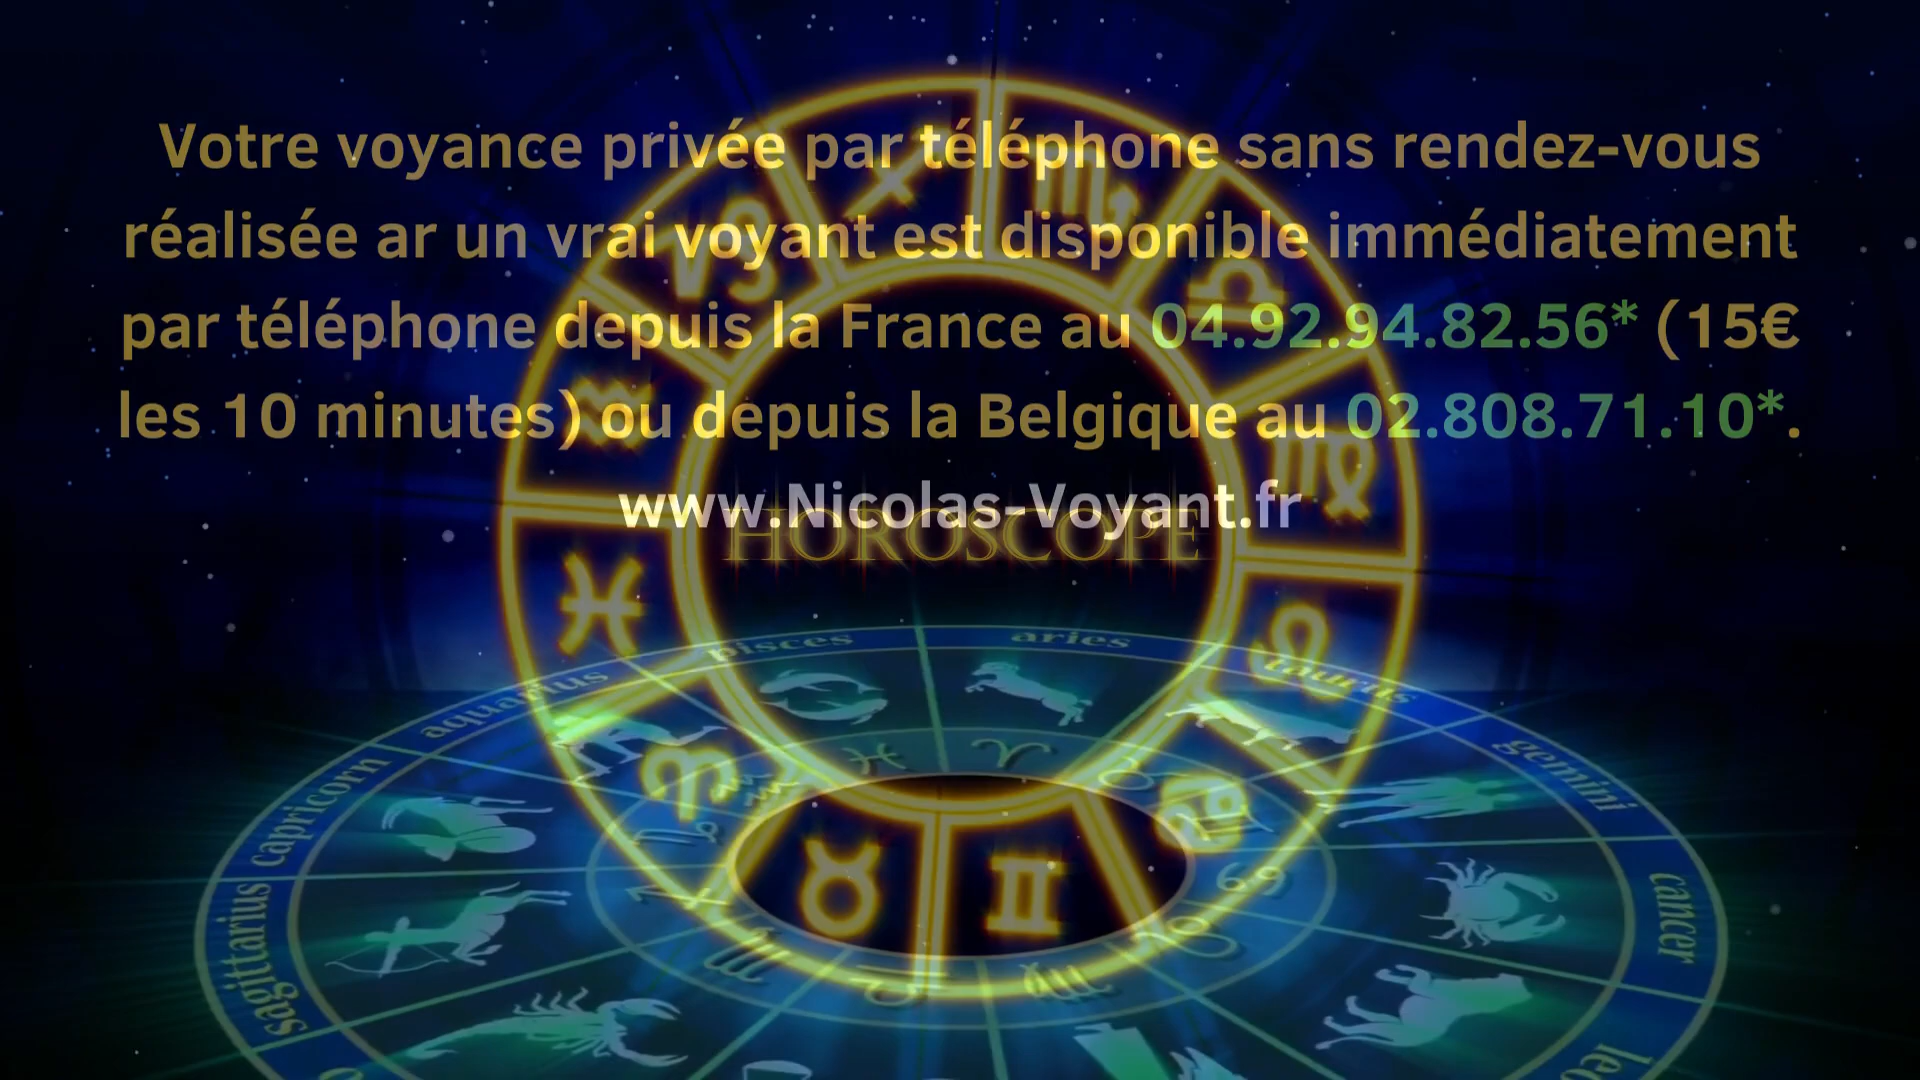 Votre voyance privée par téléphone sans rendez-vous
réalisée ar un vrai voyant est disponible immédiatement
par téléphone depuis la France au 04.92.94.82.56* (15€
les 10 minutes) ou depuis la Belgique au 02.808.71.10*.
www.Nicolas-Voyant.fr
HOROSCOPE
pisces
aries
aquarius
taurus
capricorn
gemini
sagittarius
cancer
leo